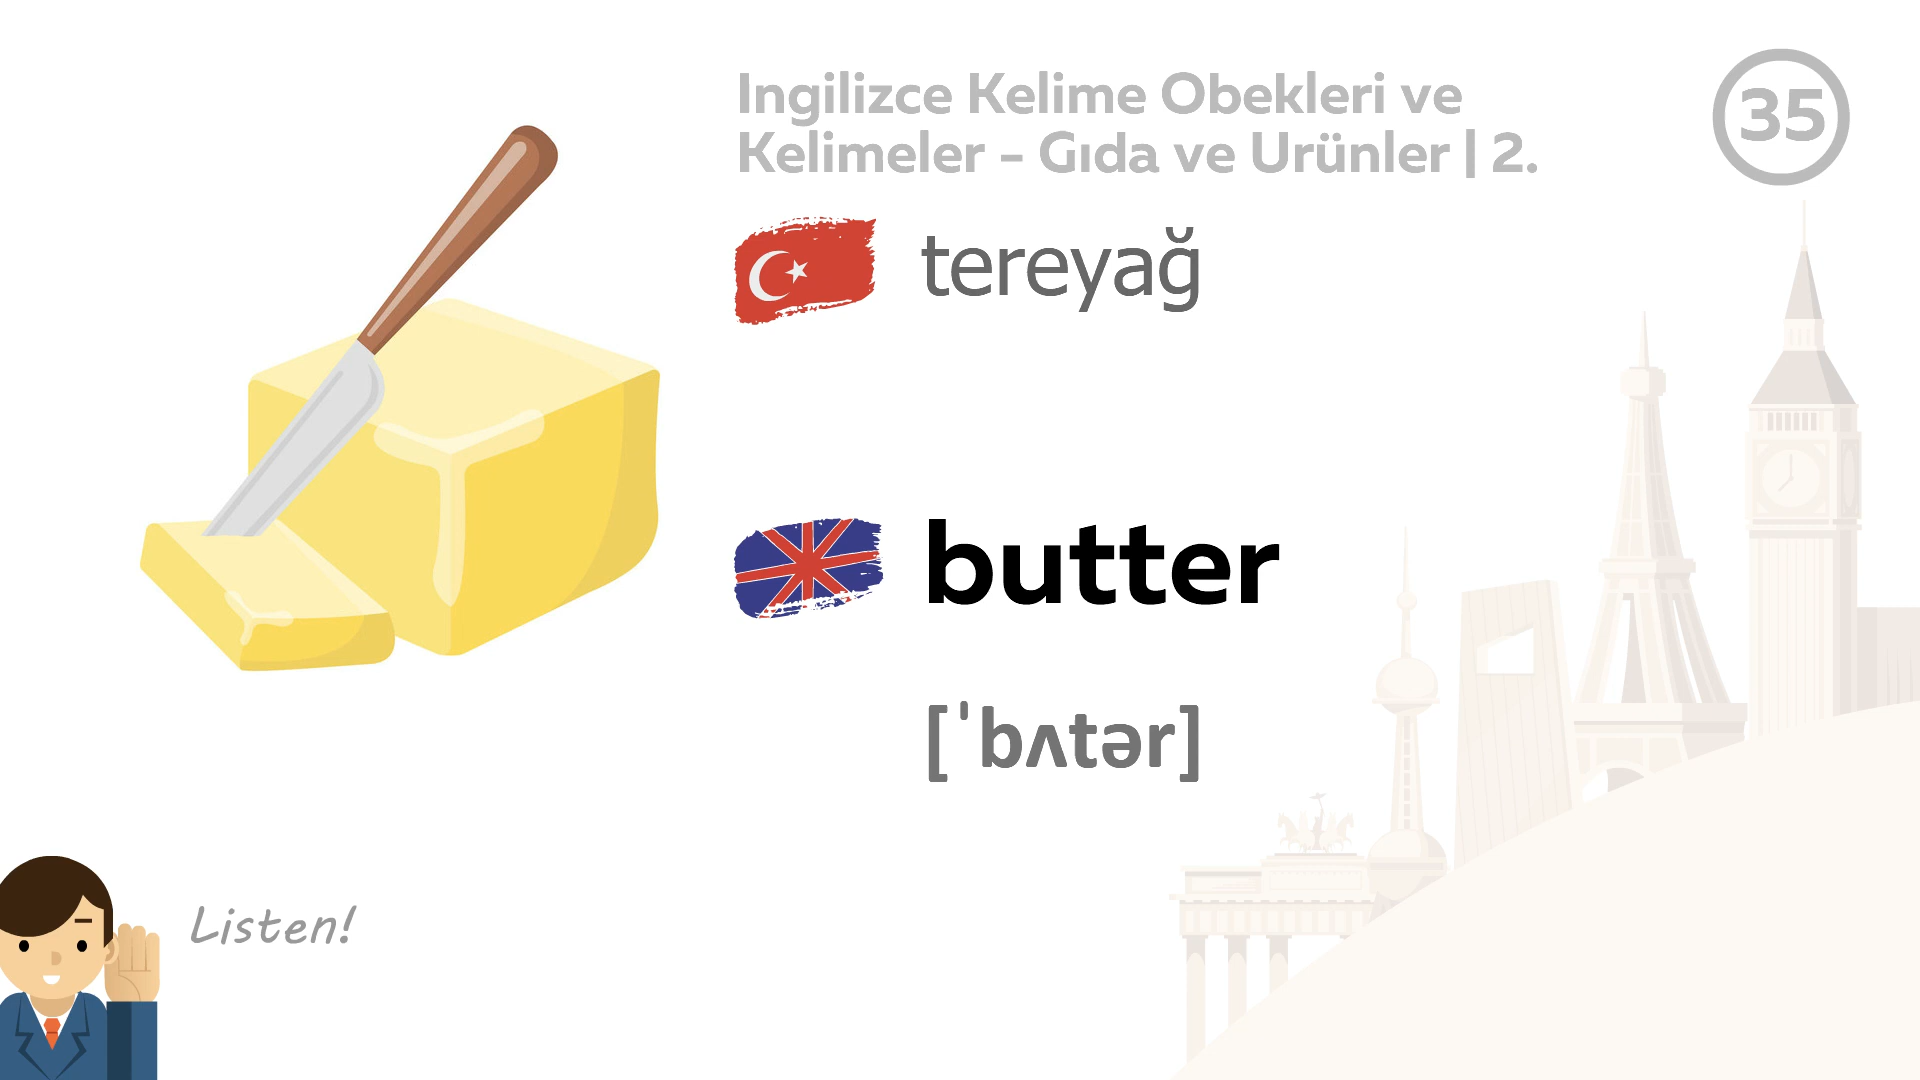 Ingilizce Kelime Obekleri ve
Kelimeler - Gıda ve Urünler | 2.
35
tereyağ
butter
[ˈbʌtər]
Listen!